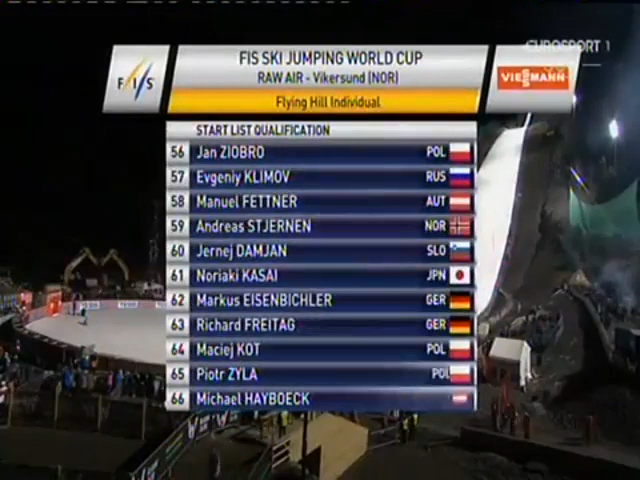 EUROSPORT 1
FIS
FIS SKI JUMPING WORLD CUP
RAW AIR - Vikersund (NOR)
Flying Hill Individual
VIESMANN
START LIST QUALIFICATION
56 Jan ZIOBRO POL
57 Evgeniy KLIMOV RUS
58 Manuel FETTNER AUT
59 Andreas STJERNEN NOR
60 Jernej DAMJAN SLO
61 Noriaki KASAI JPN
62 Markus EISENBICHLER GER
63 Richard FREITAG GER
64 Maciej KOT POL
65 Piotr ZYLA POL
66 Michael HAYBOECK